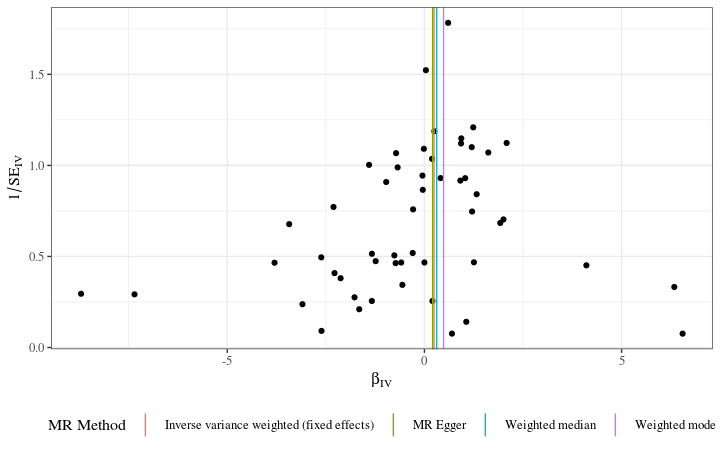 1.5
1.0
0.5
0.0
1/SE_IV
-5 0 5
β_IV
MR Method Inverse variance weighted (fixed effects) MR Egger Weighted median Weighted mode